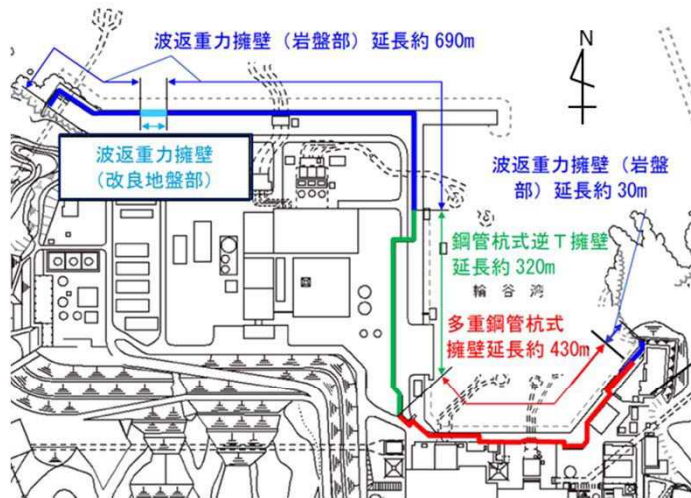 波返重力擁壁（岩盤部）延長約 690m
N
波返重力擁壁
（改良地盤部）
波返重力擁壁（岩盤
部）延長約 30m
鋼管杭式逆Ｔ擁壁
延長約 320m
輪谷湾
多重鋼管杭式
擁壁延長約 430m